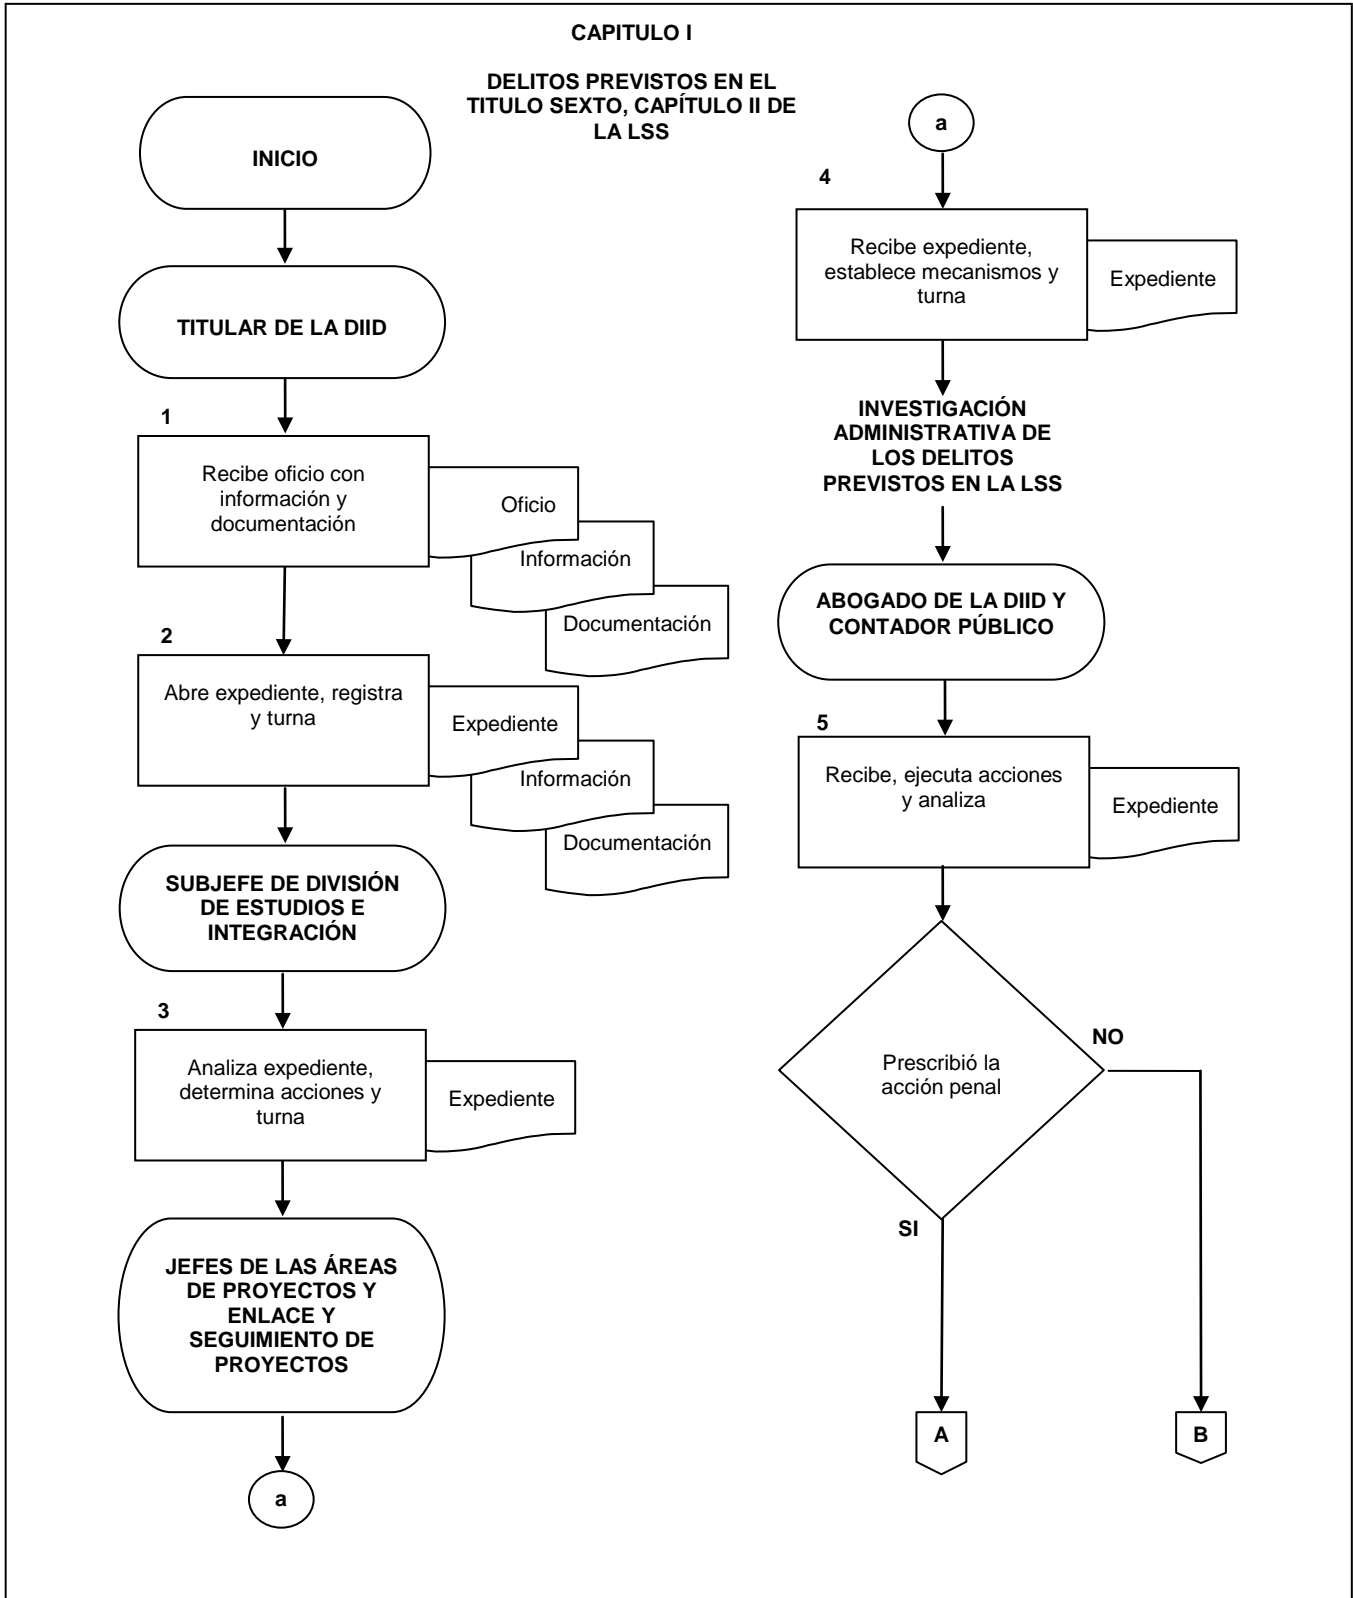 CAPITULO I
DELITOS PREVISTOS EN EL
TITULO SEXTO, CAPÍTULO II DE
LA LSS
INICIO
TITULAR DE LA DIID
1
Recibe oficio con
información y
documentación
Oficio
Información
Documentación
2
Abre expediente, registra
y turna
Expediente
Información
Documentación
SUBJEFE DE DIVISIÓN
DE ESTUDIOS E
INTEGRACIÓN
3
Analiza expediente,
determina acciones y
turna
Expediente
JEFES DE LAS ÁREAS
DE PROYECTOS Y
ENLACE Y
SEGUIMIENTO DE
PROYECTOS
a
a
4
Recibe expediente,
establece mecanismos y
turna
Expediente
INVESTIGACIÓN
ADMINISTRATIVA DE
LOS DELITOS
PREVISTOS EN LA LSS
ABOGADO DE LA DIID Y
CONTADOR PÚBLICO
5
Recibe, ejecuta acciones
y analiza
Expediente
Prescribió la
acción penal
NO
SI
A
B